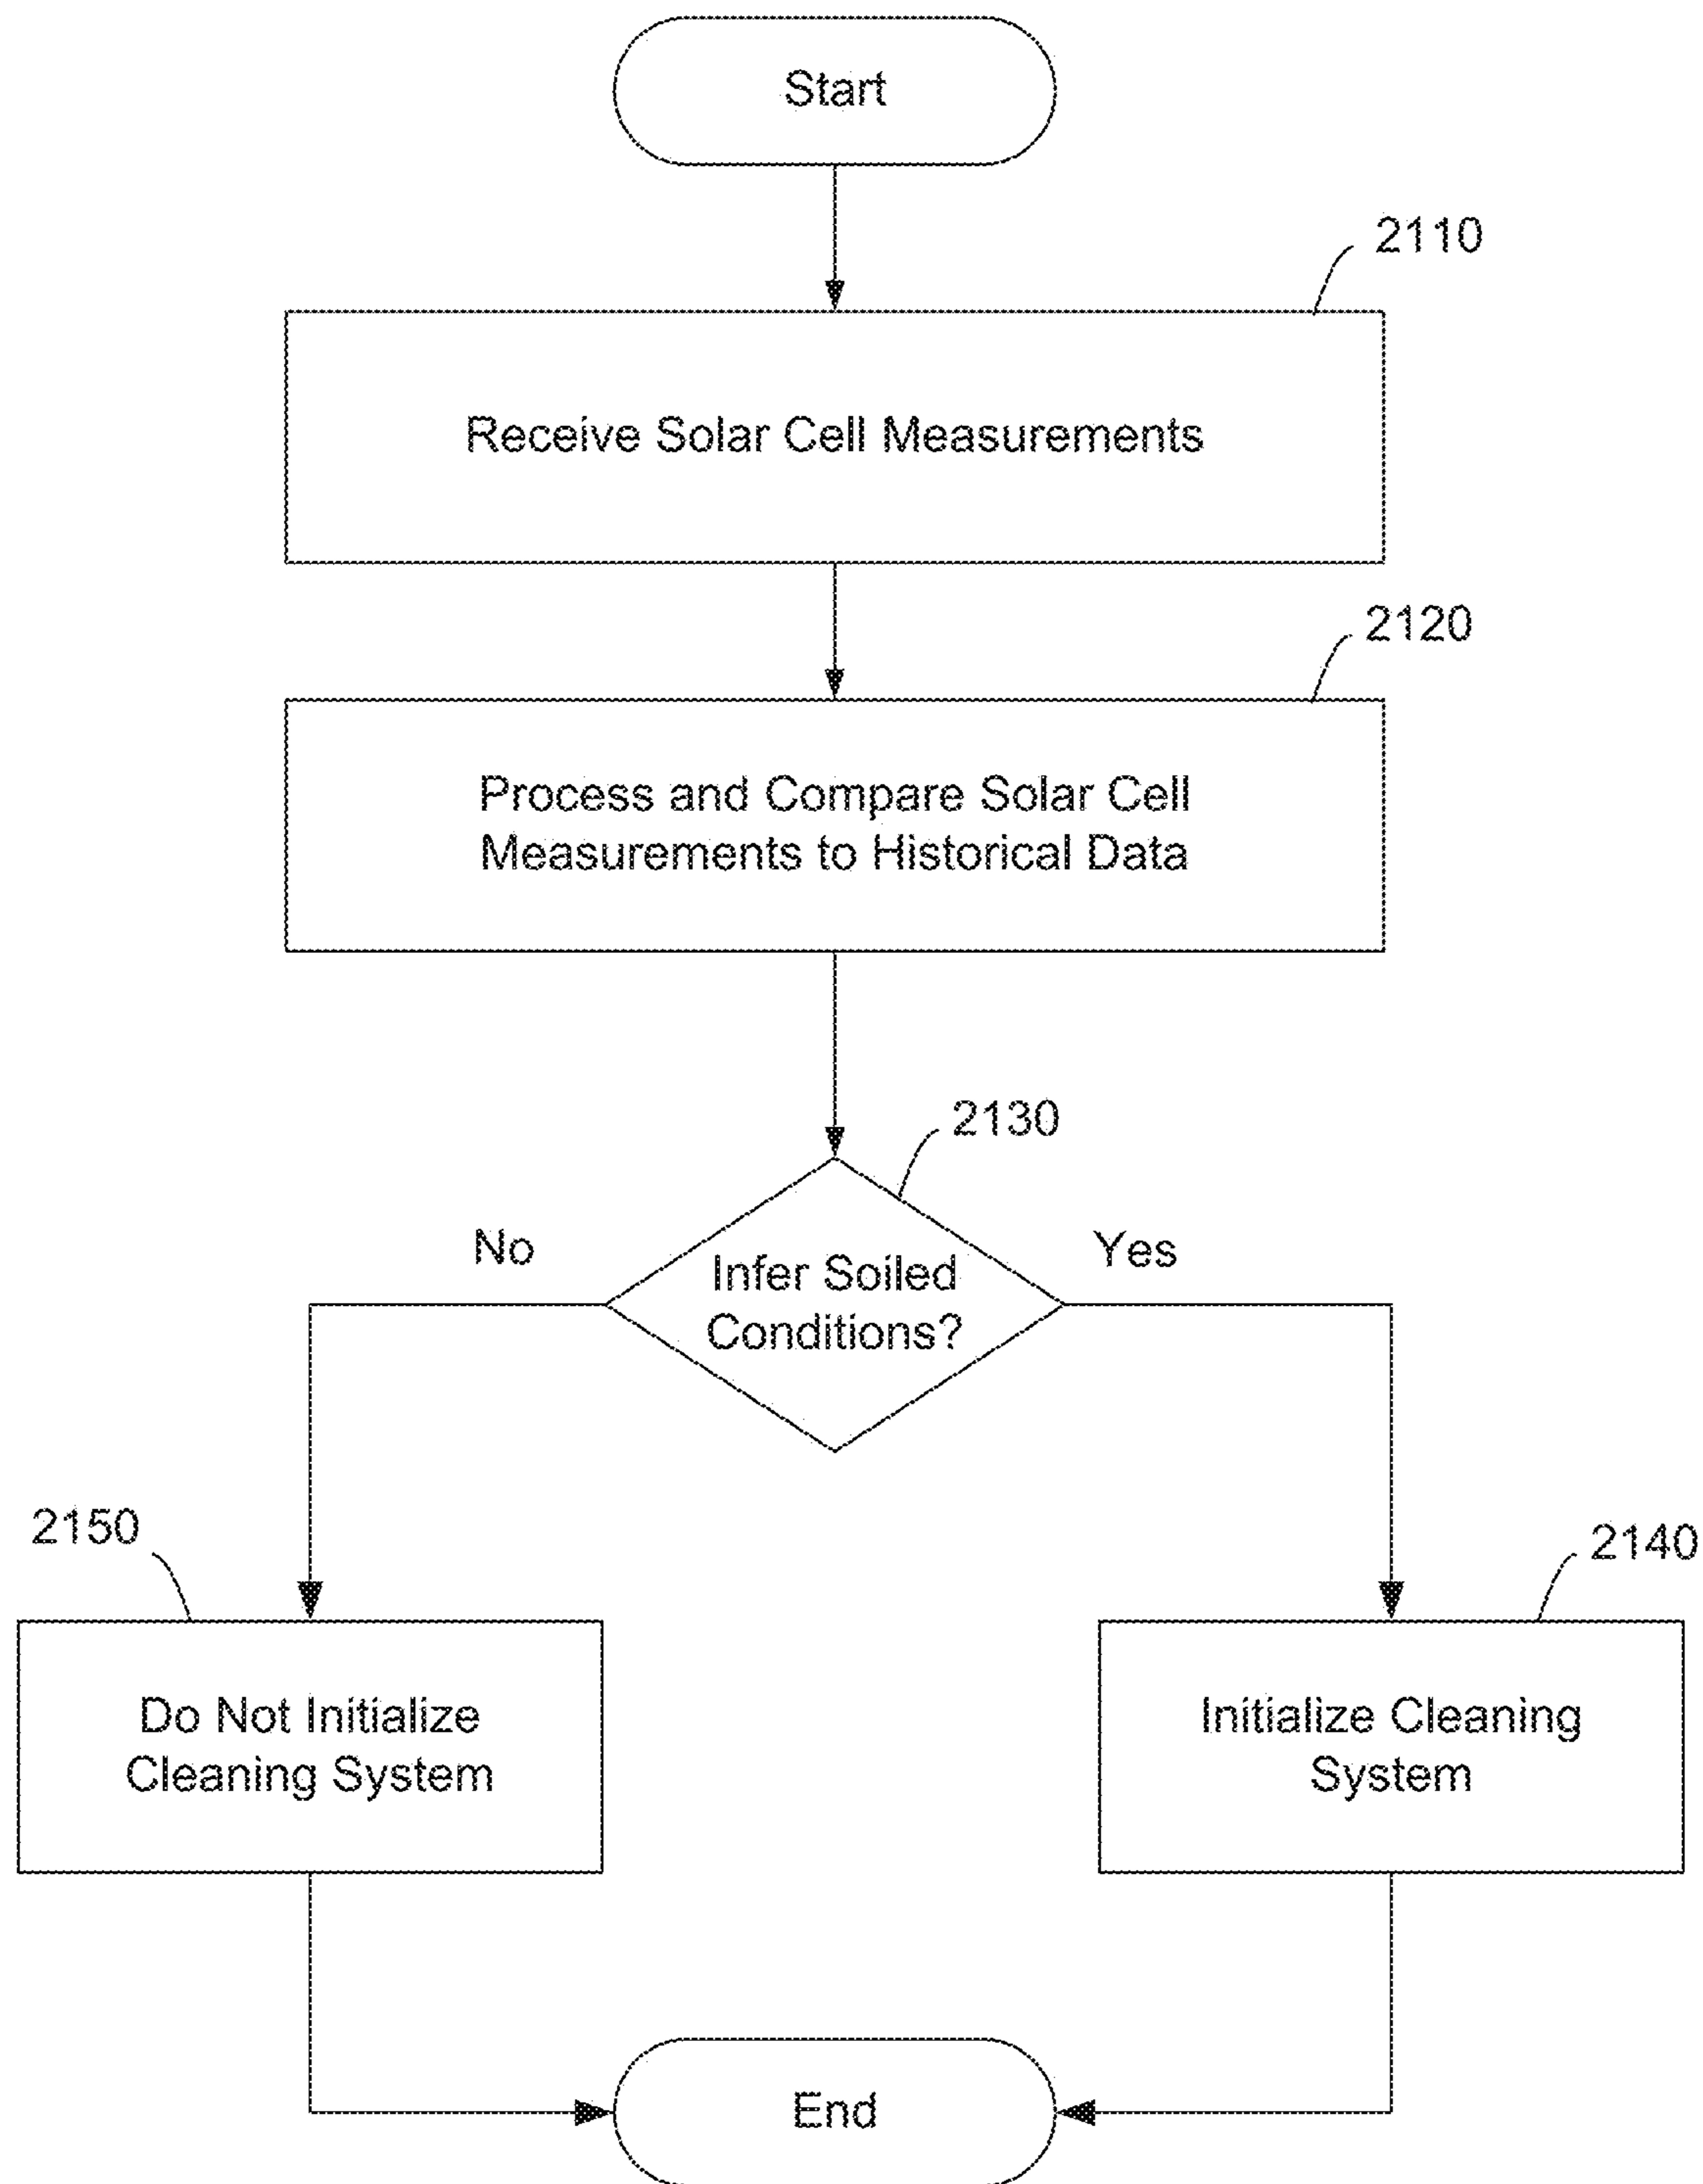 Start
2110
Receive Solar Cell Measurements
2120
Process and Compare Solar Cell
Measurements to Historical Data
2130
No
Yes
Infer Soiled
Conditions?
2150
2140
Do Not Initialize
Cleaning System
Initialize Cleaning
System
End